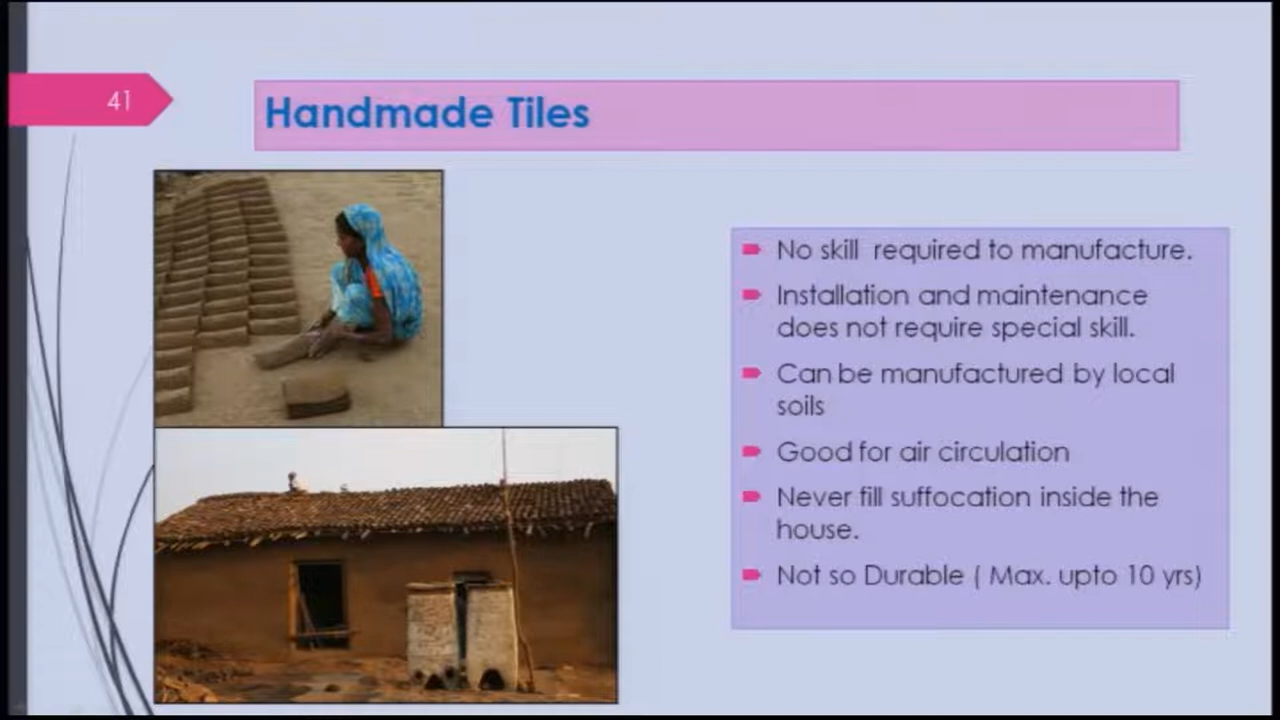 41
Handmade Tiles
No skill required to manufacture.
Installation and maintenance
does not require special skill.
Can be manufactured by local
soils
Good for air circulation
Never fill suffocation inside the
house.
Not so Durable ( Max. upto 10 yrs)